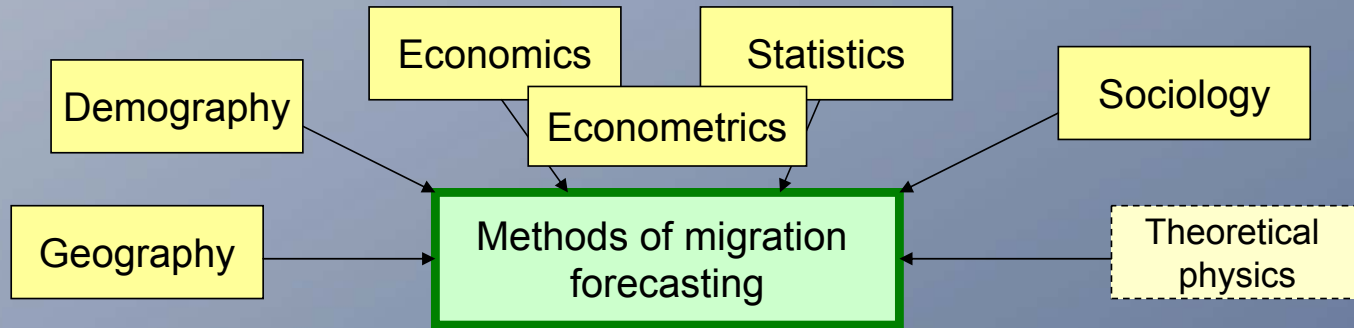 Economics
Statistics
Demography
Econometrics
Sociology
Geography
Methods of migration
forecasting
Theoretical
physics